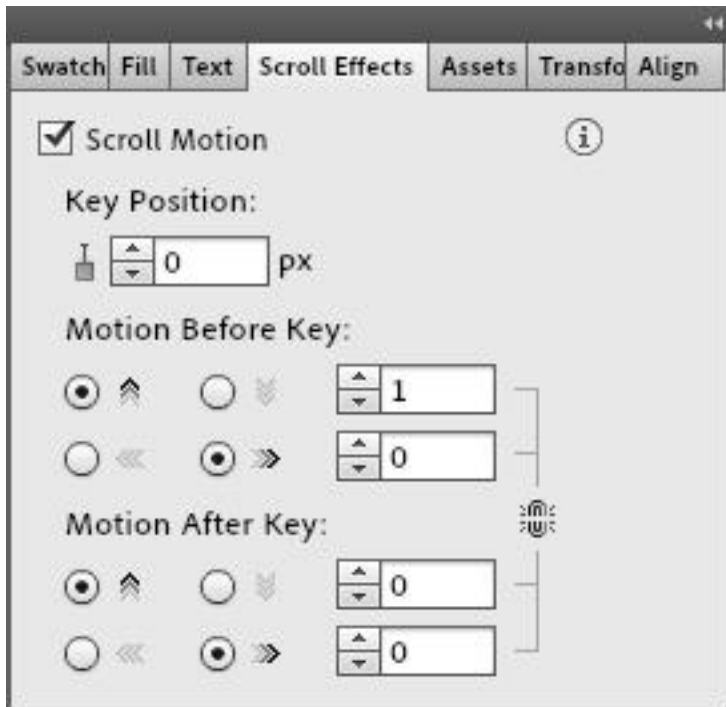 Swatch Fill Text Scroll Effects Assets Transfo Align
Scroll Motion
Key Position:
0 px
Motion Before Key:
1
0
Motion After Key:
0
0